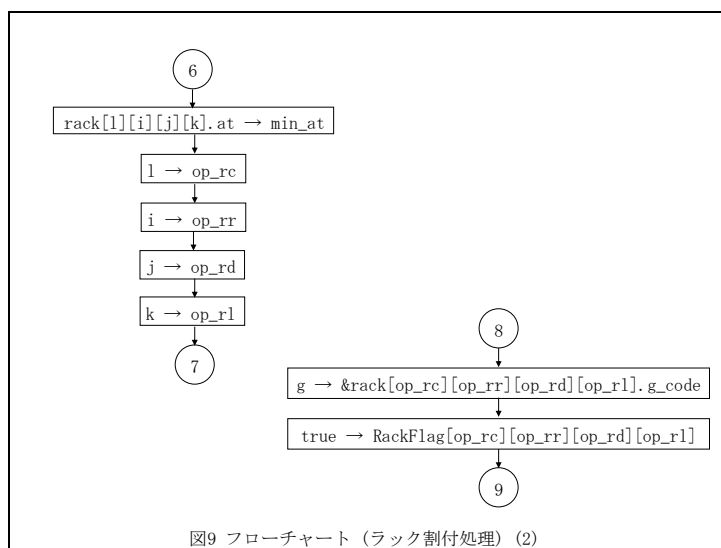 6
rack[l][i][j][k].at → min_at
l → op_rc
i → op_rr
j → op_rd
k → op_rl
7
8
g → &rack[op_rc][op_rr][op_rd][op_rl].g_code
true → RackFlag[op_rc][op_rr][op_rd][op_rl]
9
図9 フローチャート (ラック割付処理) (2)